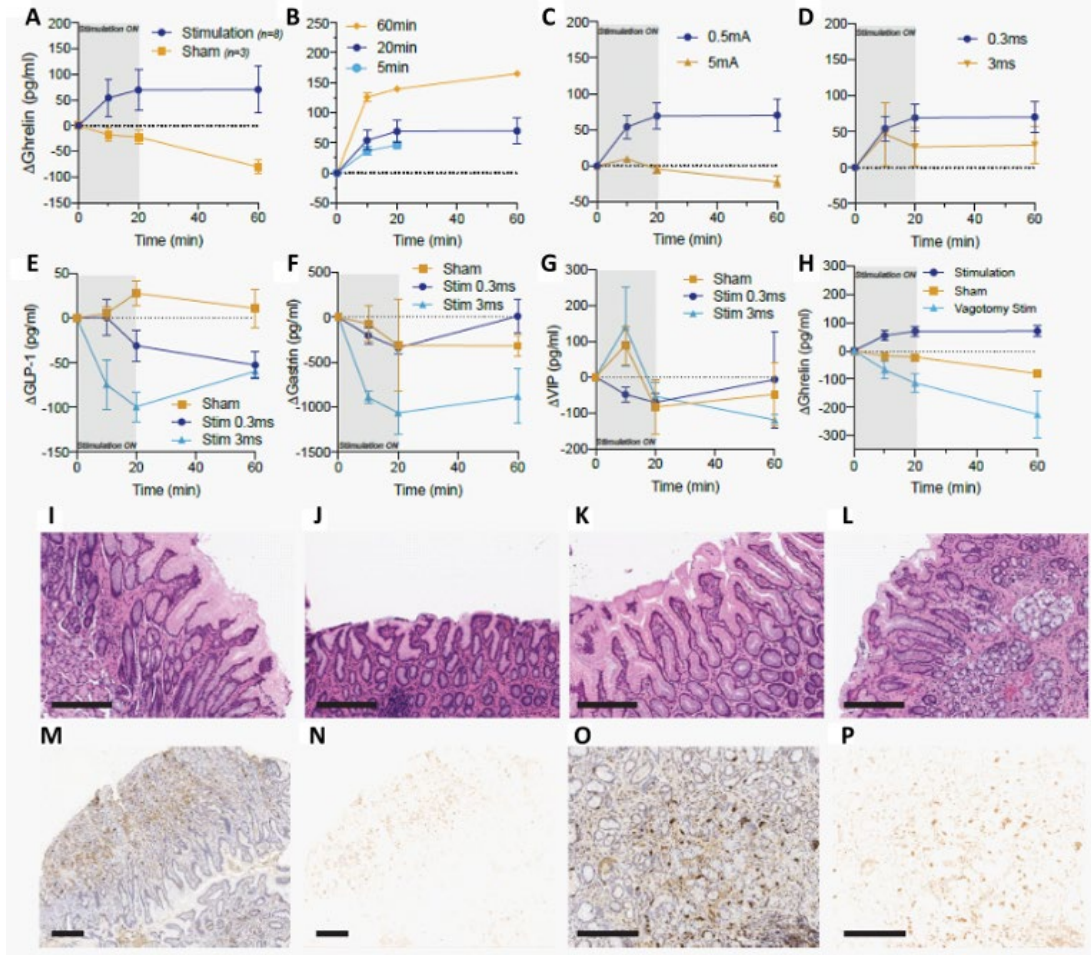 A
200
150
100
50
0
-50
-100
-150
0
20
40
60
ΔGhrelin (pg/ml)
Time (min)
Stimulation ON
Stimulation (n=8)
Sham (n=3)
B
250
200
150
100
50
0
-50
0
20
40
60
Time (min)
60min
20min
5min
C
200
150
100
50
0
-50
0
20
40
60
ΔGhrelin (pg/ml)
Time (min)
Stimulation ON
0.5mA
5mA
D
200
150
100
50
0
-50
0
20
40
60
Time (min)
Stimulation ON
0.3ms
3ms
E
50
0
-50
-100
-150
0
20
40
60
ΔGLP-1 (pg/ml)
Time (min)
Stimulation ON
Sham
Stim 0.3ms
Stim 3ms
F
500
0
-500
-1000
-1500
0
20
40
60
ΔGastrin (pg/ml)
Time (min)
Stimulation ON
Sham
Stim 0.3ms
Stim 3ms
G
300
200
100
0
-100
-200
0
20
40
60
ΔVIP (pg/ml)
Time (min)
Stimulation ON
Sham
Stim 0.3ms
Stim 3ms
H
300
200
100
0
-100
-200
-300
0
20
40
60
ΔGhrelin (pg/ml)
Time (min)
Stimulation ON
Stimulation
Sham
Vagotomy Stim
I
J
K
L
M
N
O
P